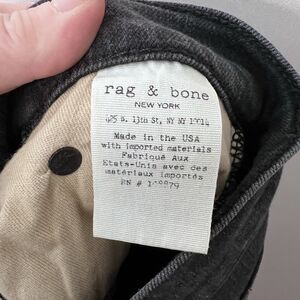 rag & bone
NEW YORK
425 W. 13th St, NY NY 10014
Made in the USA
with imported materials
Fabriqué Aux
Etats-Unis avec des
matériaux importés
RN #